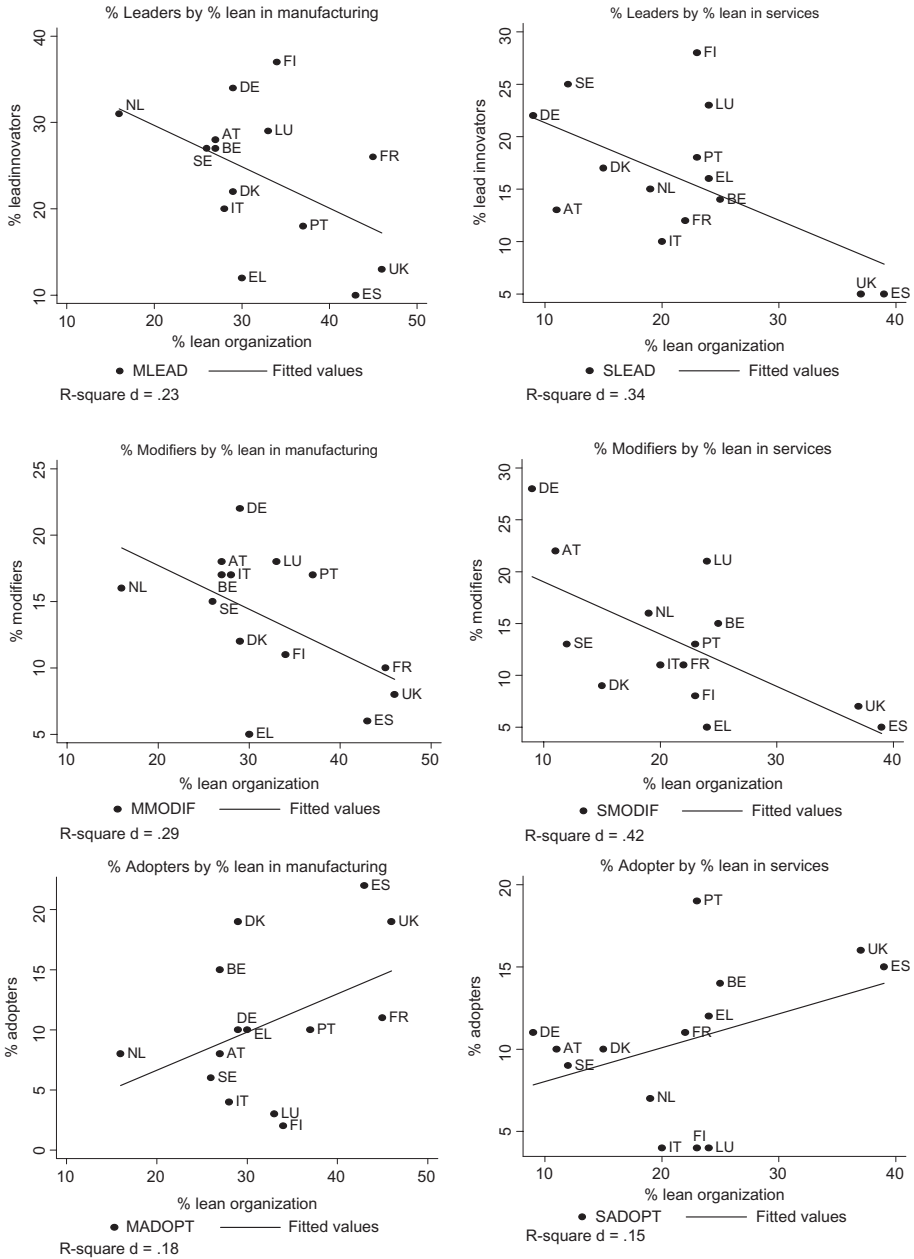 % Leaders by % lean in manufacturing
40
30
20
10
% leadinnovators
FI
DE
NL
AT
BE
SE
LU
FR
DK
IT
PT
EL
UK
ES
10 20 30 40 50
% lean organization
MLEAD Fitted values
R-square d = .23
% Leaders by % lean in services
30
25
20
15
10
5
% lead innovators
FI
SE
LU
DE
PT
DK
EL
NL
BE
AT
FR
IT
UK
ES
10 20 30 40
% lean organization
SLEAD Fitted values
R-square d = .34
% Modifiers by % lean in manufacturing
25
20
15
10
5
% modifiers
DE
AT
LU
IT
PT
BE
NL
SE
DK
FI
FR
UK
ES
EL
10 20 30 40 50
% lean organization
MMODIF Fitted values
R-square d = .29
% Modifiers by % lean in services
30
25
20
15
10
5
% modifiers
DE
AT
LU
NL
BE
SE
PT
IT
FR
DK
FI
UK
EL
ES
10 20 30 40
% lean organization
SMODIF Fitted values
R-square d = .42
% Adopters by % lean in manufacturing
20
15
10
5
0
% adopters
ES
DK
UK
BE
DE
EL
PT
FR
NL
AT
SE
IT
LU
FI
10 20 30 40 50
% lean organization
MADOPT Fitted values
R-square d = .18
% Adopter by % lean in services
20
15
10
5
% adopters
PT
UK
ES
BE
EL
DE
FR
AT
DK
SE
NL
FI
IT
LU
10 20 30 40
% lean organization
SADOPT Fitted values
R-square d = .15